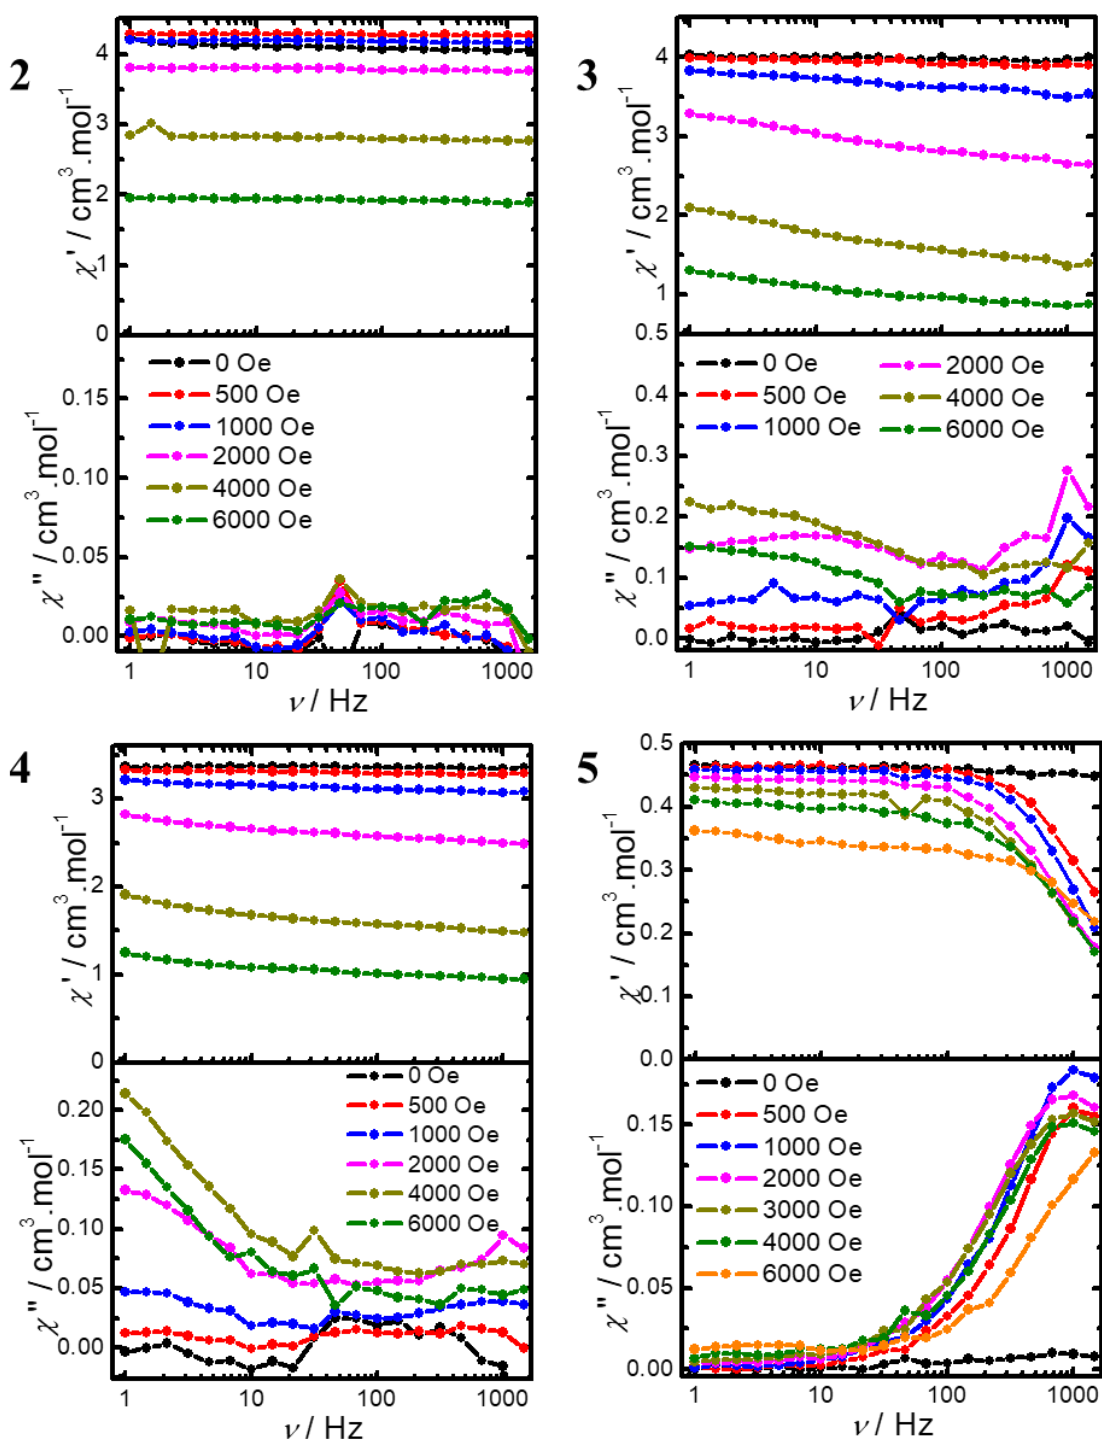 2
χ' / cm³.mol⁻¹
4
3
2
1
0
χ'' / cm³.mol⁻¹
0.15
0.10
0.05
0.00
0 Oe
500 Oe
1000 Oe
2000 Oe
4000 Oe
6000 Oe
1 10 100 1000
ν / Hz
3
χ' / cm³.mol⁻¹
4
3
2
1
0.5
χ'' / cm³.mol⁻¹
0.4
0.3
0.2
0.1
0.0
0 Oe
500 Oe
1000 Oe
2000 Oe
4000 Oe
6000 Oe
1 10 100 1000
ν / Hz
4
χ' / cm³.mol⁻¹
3
2
1
0
χ'' / cm³.mol⁻¹
0.20
0.15
0.10
0.05
0.00
0 Oe
500 Oe
1000 Oe
2000 Oe
4000 Oe
6000 Oe
1 10 100 1000
ν / Hz
5
χ' / cm³.mol⁻¹
0.5
0.4
0.3
0.2
0.1
0.0
χ'' / cm³.mol⁻¹
0.15
0.10
0.05
0.00
0 Oe
500 Oe
1000 Oe
2000 Oe
3000 Oe
4000 Oe
6000 Oe
1 10 100 1000
ν / Hz